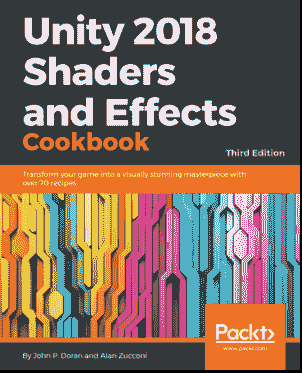 Unity 2018
Shaders
and Effects
Cookbook
Third Edition
Transform your game into a visually stunning masterpiece with
over 70 recipes
Packt>
www.packt.com
By John P. Doran and Alan Zucconi